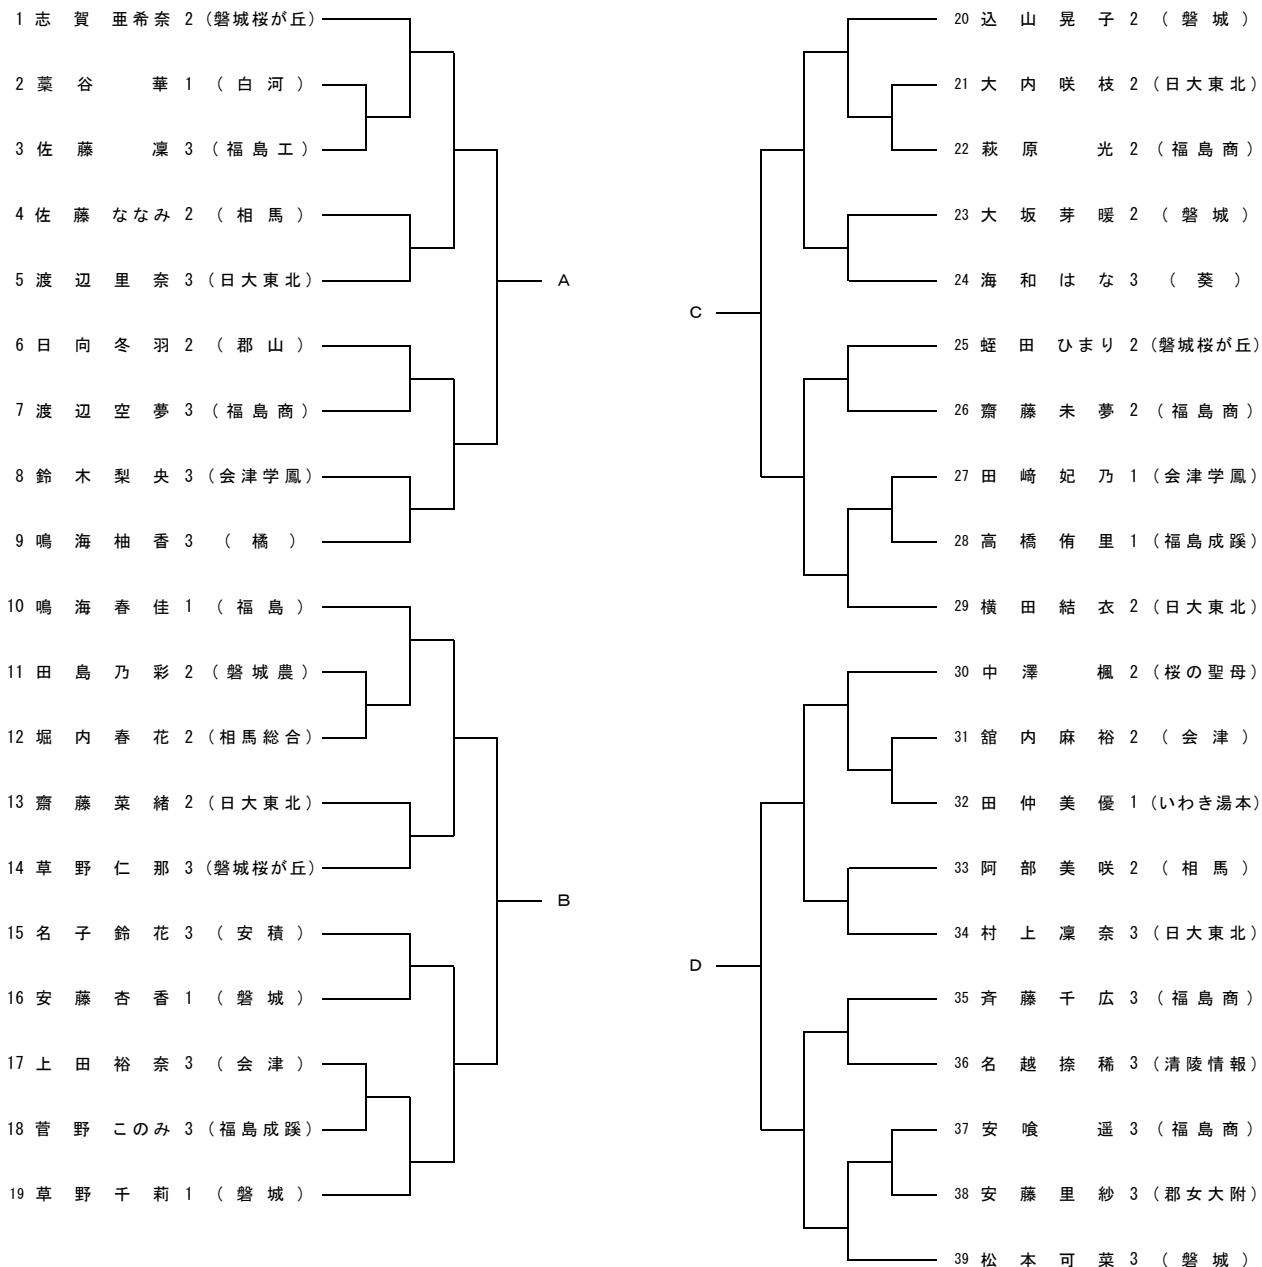 1 志賀 亜希奈 2 (磐城桜が丘)
2 藁谷 華 1 (白河)
3 佐藤 凜 3 (福島工)
4 佐藤 ななみ 2 (相馬)
5 渡辺 里奈 3 (日大東北)
A
6 日向 冬羽 2 (郡山)
7 渡辺 空夢 3 (福島商)
8 鈴木 梨央 3 (会津学鳳)
9 鳴海 柚香 3 (橘)
10 鳴海 春佳 1 (福島)
11 田島 乃彩 2 (磐城農)
12 堀内 春花 2 (相馬総合)
13 齋藤 菜緒 2 (日大東北)
14 草野 仁那 3 (磐城桜が丘)
B
15 名子 鈴花 3 (安積)
16 安藤 杏香 1 (磐城)
17 上田 裕奈 3 (会津)
18 菅野 このみ 3 (福島成蹊)
19 草野 千莉 1 (磐城)
20 込山 晃子 2 (磐城)
21 大内 咲枝 2 (日大東北)
22 萩原 光 2 (福島商)
23 大坂 芽暖 2 (磐城)
24 海和 はな 3 (葵)
C
25 蛭田 ひまり 2 (磐城桜が丘)
26 齋藤 未夢 2 (福島商)
27 田﨑 妃乃 1 (会津学鳳)
28 高橋 侑里 1 (福島成蹊)
29 横田 結衣 2 (日大東北)
30 中澤 楓 2 (桜の聖母)
31 舘内 麻裕 2 (会津)
32 田仲 美優 1 (いわき湯本)
33 阿部 美咲 2 (相馬)
34 村上 凜奈 3 (日大東北)
D
35 斉藤 千広 3 (福島商)
36 名越 捺稀 3 (清陵情報)
37 安喰 遥 3 (福島商)
38 安藤 里紗 3 (郡女大附)
39 松本 可菜 3 (磐城)